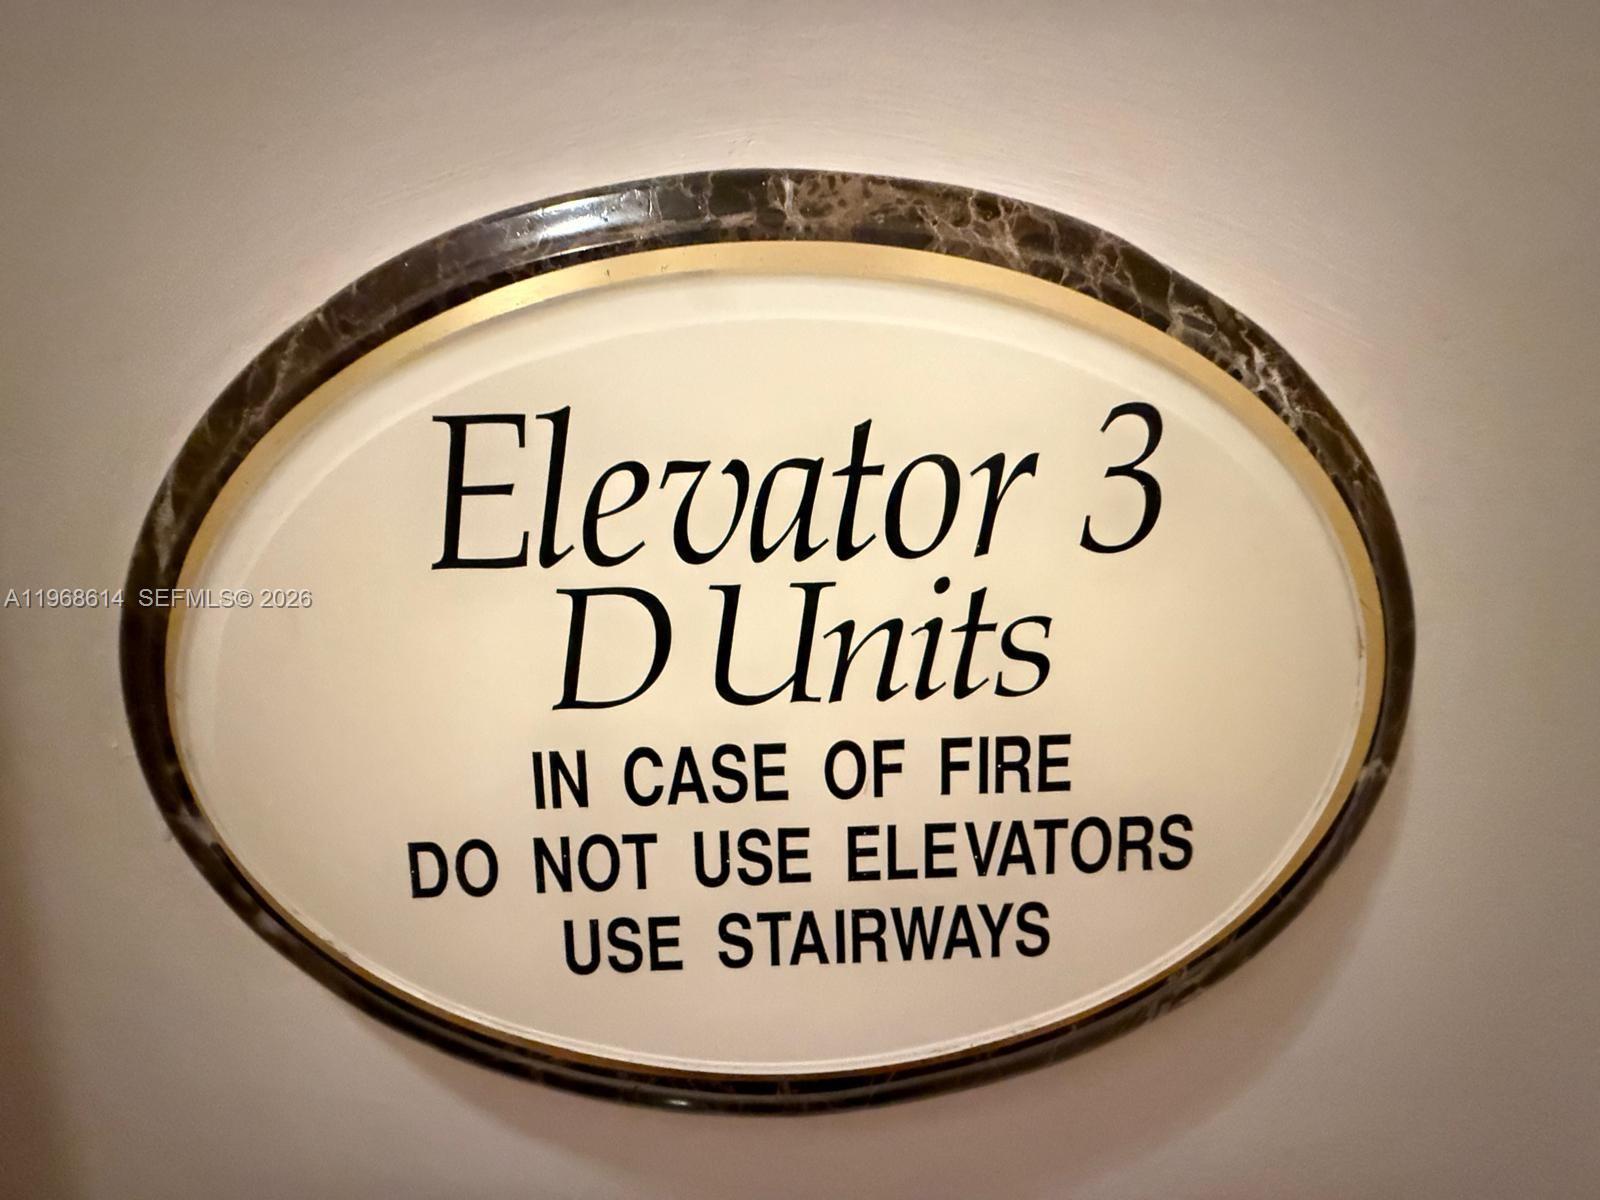 Elevator 3
D Units
IN CASE OF FIRE
DO NOT USE ELEVATORS
USE STAIRWAYS
A11968614 SEFMLS© 2026